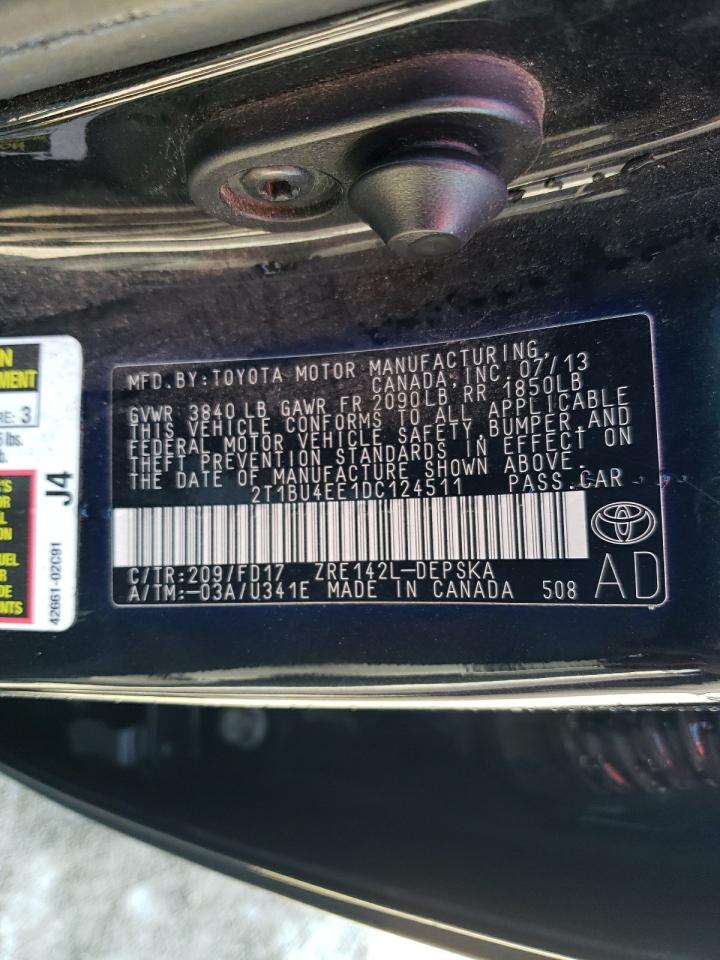 MFD. BY: TOYOTA MOTOR MANUFACTURING,
CANADA, INC. 07/13
GVWR 3840 LB GAWR FR 2090LB. RR 1850LB
THIS VEHICLE CONFORMS TO ALL APPLICABLE
FEDERAL MOTOR VEHICLE SAFETY, BUMPER, AND
THEFT PREVENTION STANDARDS IN EFFECT ON
THE DATE OF MANUFACTURE SHOWN ABOVE.
2T1BU4EE1DC124511 PASS. CAR
C/TR: 209/FD17 ZRE142L-DEPSKA
A/TM: -03A/U341E MADE IN CANADA 508
AD
3
lbs.
J4
42661-02C91